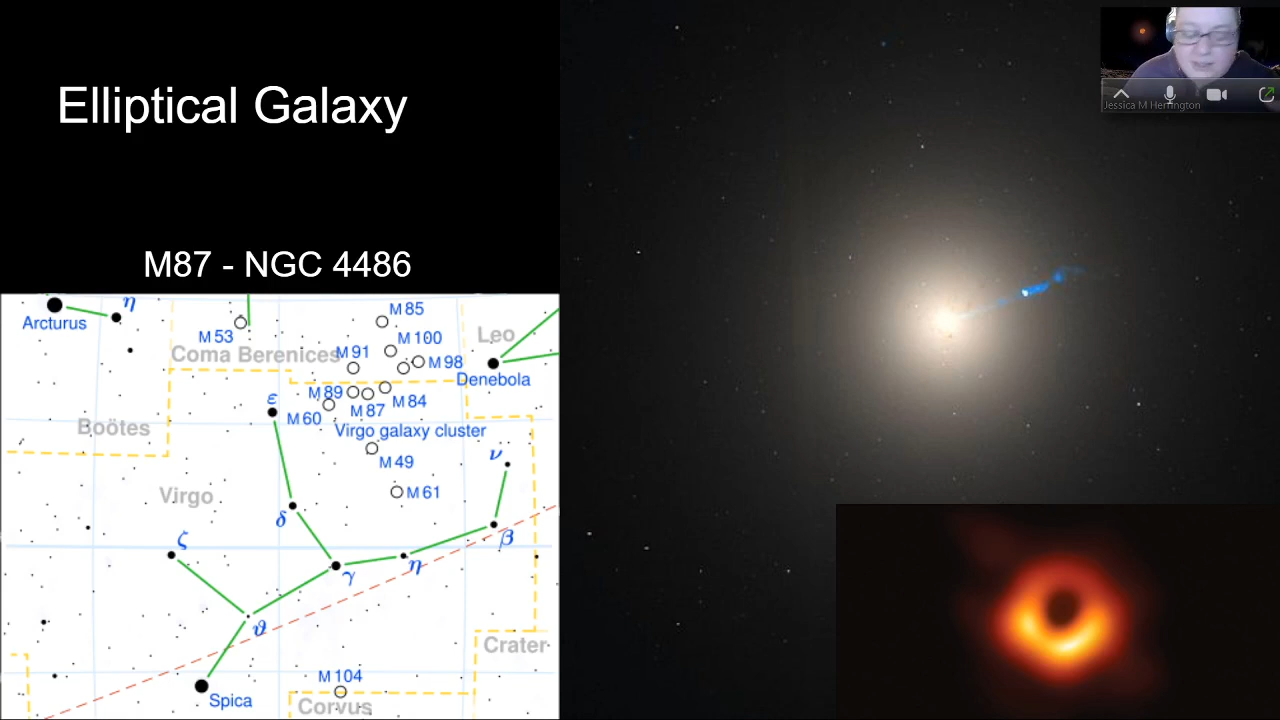 Elliptical Galaxy
M87 - NGC 4486
Arcturus
η
M 53
Coma Berenices
M 85
M 100
M 91
M 98
Leo
Denebola
ε
M 89
M 60
M 87
M 84
Virgo galaxy cluster
Boötes
M 49
ν
Virgo
M 61
δ
ζ
β
η
γ
ϑ
Crater
M 104
Spica
Corvus
Jessica M Herrington